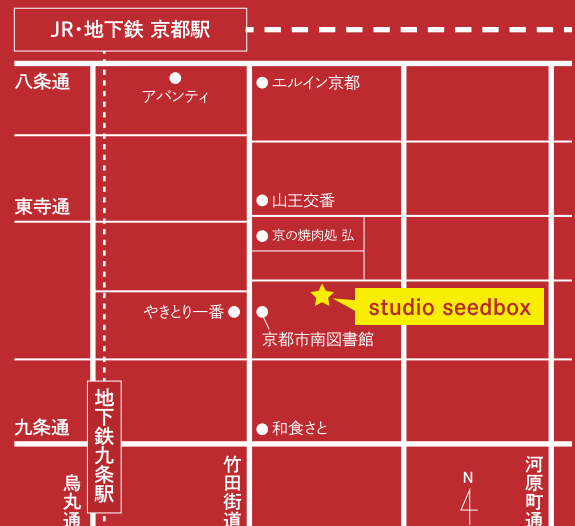 JR・地下鉄 京都駅
八条通
アバンティ
エルイン京都
東寺通
山王交番
京の焼肉処 弘
studio seedbox
やきとり一番
京都市南図書館
九条通
地下鉄九条駅
和食さと
烏丸通
竹田街道
河原町通
N